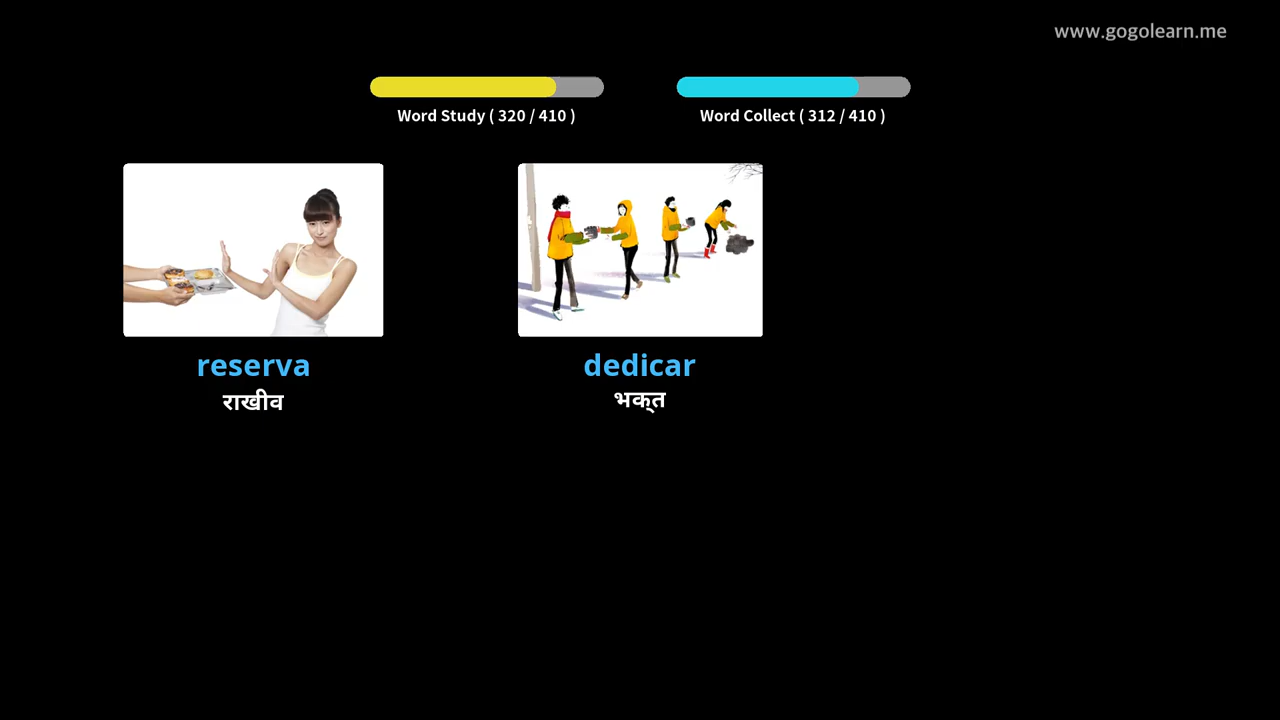 www.gogolearn.me
Word Study ( 320 / 410 )
Word Collect ( 312 / 410 )
reserva
dedicar
राखीव
भक्‍त